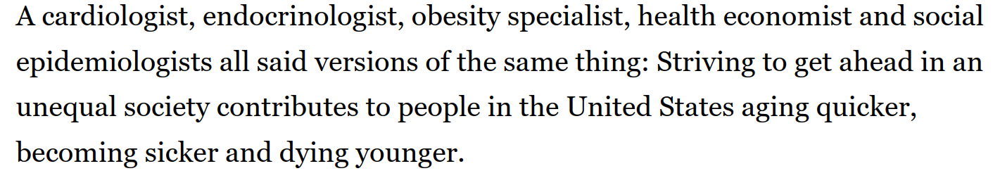 A cardiologist, endocrinologist, obesity specialist, health economist and social
epidemiologists all said versions of the same thing: Striving to get ahead in an
unequal society contributes to people in the United States aging quicker,
becoming sicker and dying younger.